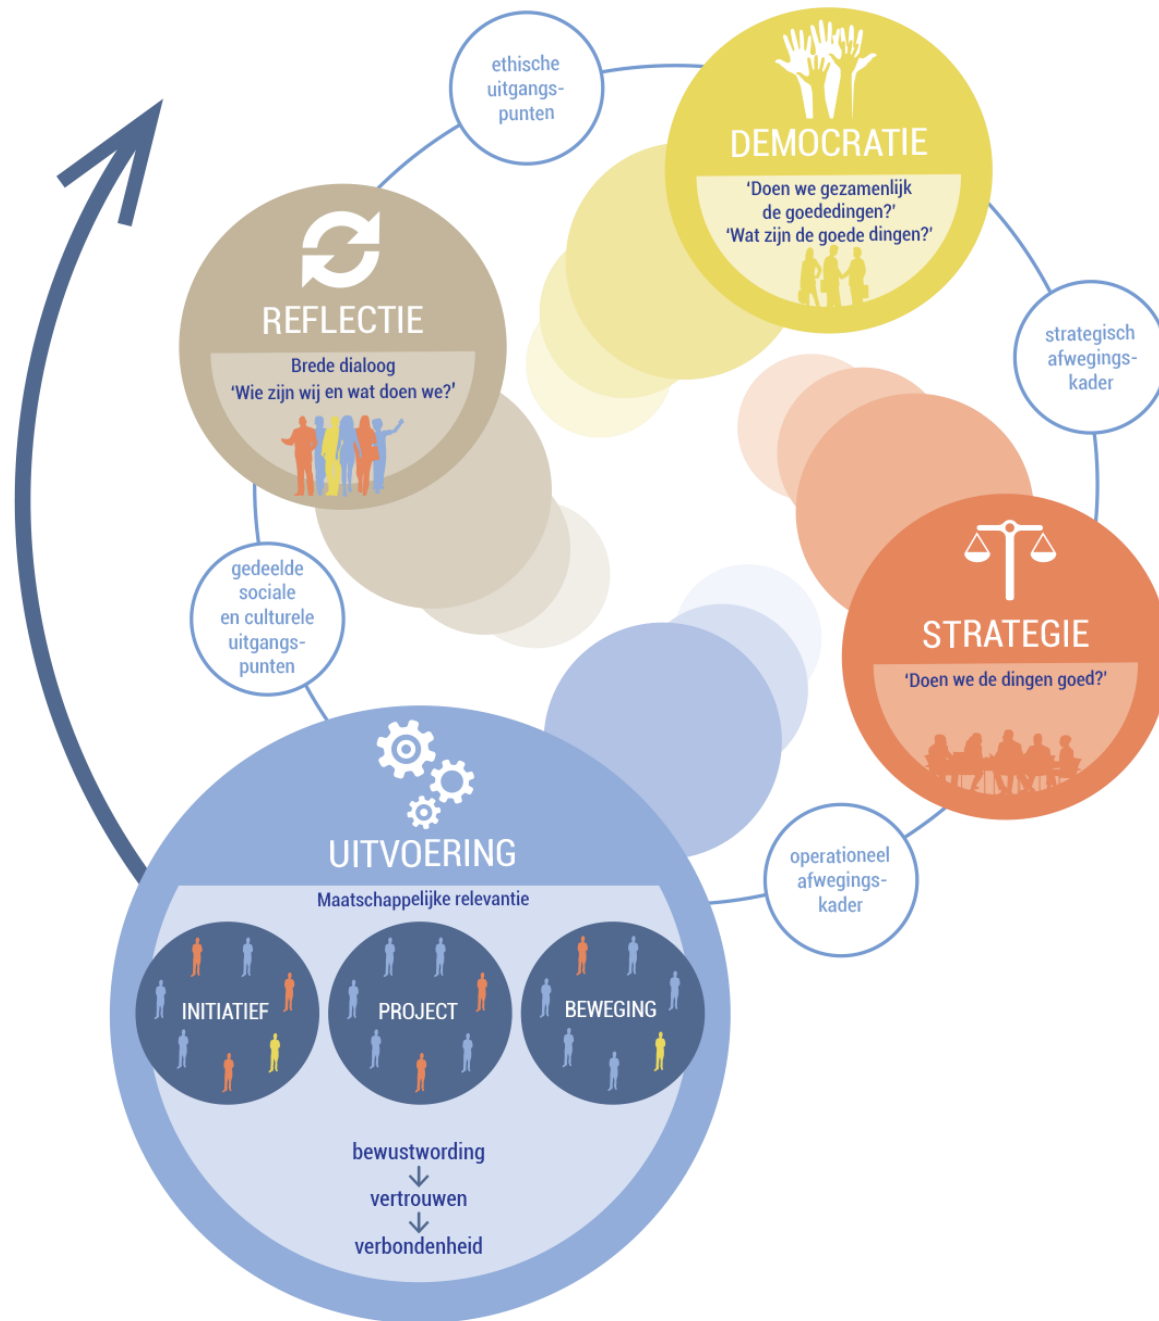 ethische
uitgangs-
punten
DEMOCRATIE
'Doen we gezamenlijk
de goededingen?'
'Wat zijn de goede dingen?'
strategisch
afwegings-
kader
REFLECTIE
Brede dialoog
'Wie zijn wij en wat doen we?'
gedeelde
sociale
en culturele
uitgangs-
punten
STRATEGIE
'Doen we de dingen goed?'
operationeel
afwegings-
kader
UITVOERING
Maatschappelijke relevantie
INITIATIEF
PROJECT
BEWEGING
bewustwording
vertrouwen
verbondenheid